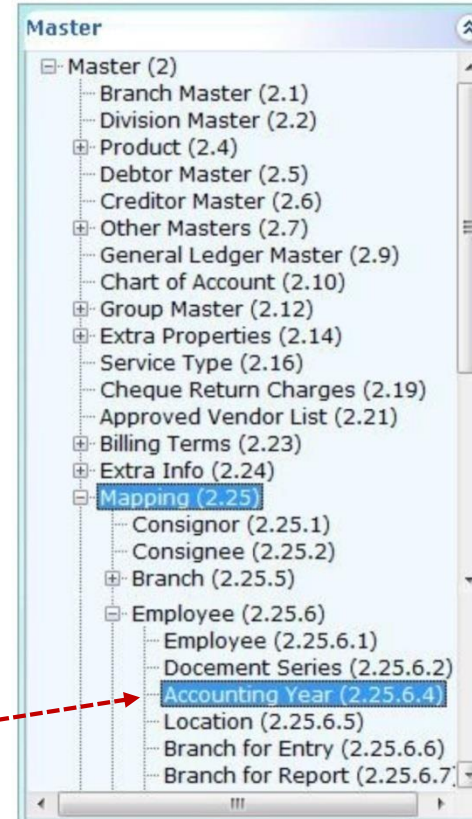 Master
Master (2)
Branch Master (2.1)
Division Master (2.2)
Product (2.4)
Debtor Master (2.5)
Creditor Master (2.6)
Other Masters (2.7)
General Ledger Master (2.9)
Chart of Account (2.10)
Group Master (2.12)
Extra Properties (2.14)
Service Type (2.16)
Cheque Return Charges (2.19)
Approved Vendor List (2.21)
Billing Terms (2.23)
Extra Info (2.24)
Mapping (2.25)
Consignor (2.25.1)
Consignee (2.25.2)
Branch (2.25.5)
Employee (2.25.6)
Employee (2.25.6.1)
Document Series (2.25.6.2)
Accounting Year (2.25.6.4)
Location (2.25.6.5)
Branch for Entry (2.25.6.6)
Branch for Report (2.25.6.7)